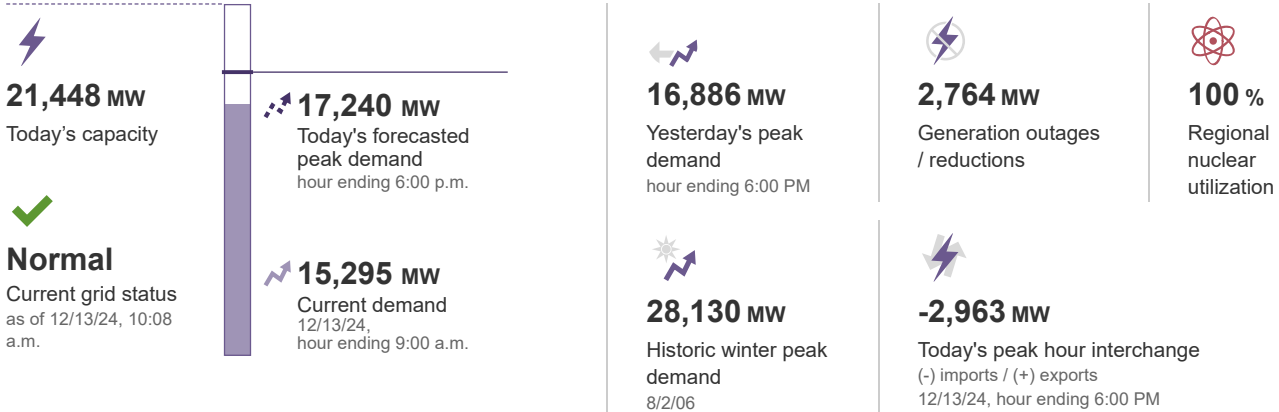 21,448 MW
Today's capacity
Normal
Current grid status
as of 12/13/24, 10:08
a.m.
17,240 MW
Today's forecasted
peak demand
hour ending 6:00 p.m.
15,295 MW
Current demand
12/13/24,
hour ending 9:00 a.m.
16,886 MW
Yesterday's peak
demand
hour ending 6:00 PM
2,764 MW
Generation outages
/ reductions
100 %
Regional
nuclear
utilization
28,130 MW
Historic winter peak
demand
8/2/06
-2,963 MW
Today's peak hour interchange
(-) imports / (+) exports
12/13/24, hour ending 6:00 PM